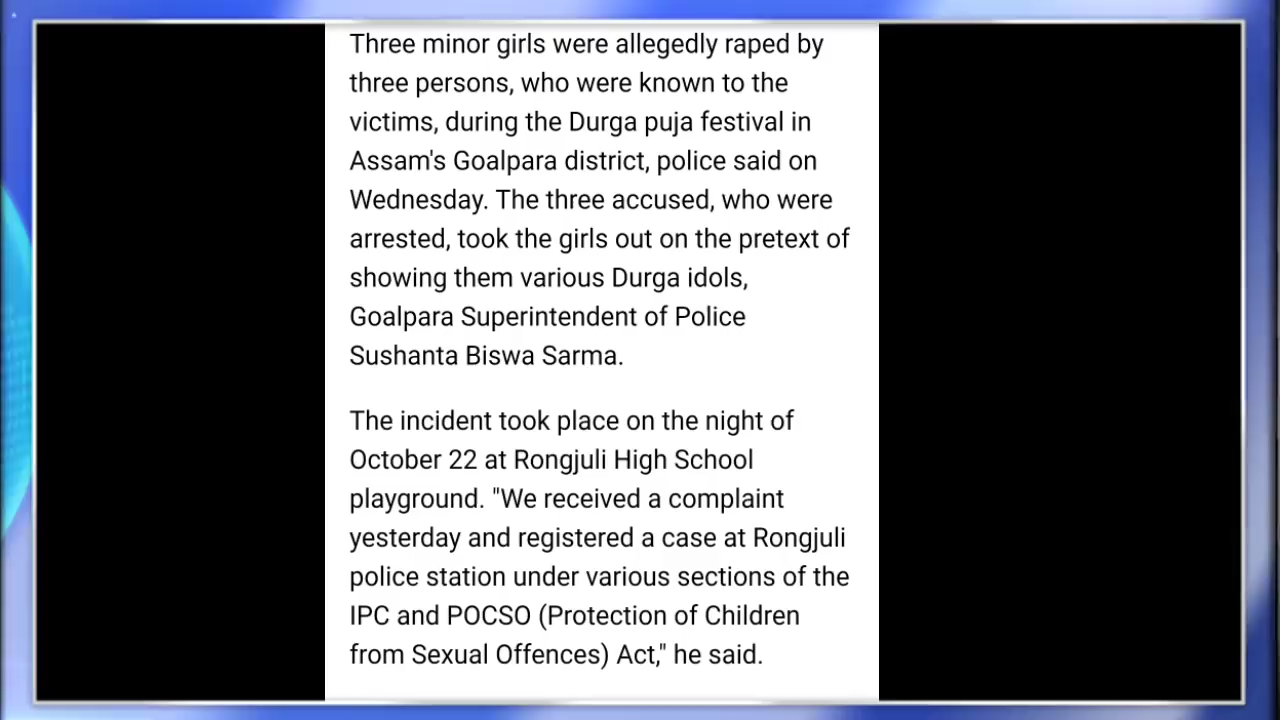 Three minor girls were allegedly raped by
three persons, who were known to the
victims, during the Durga puja festival in
Assam's Goalpara district, police said on
Wednesday. The three accused, who were
arrested, took the girls out on the pretext of
showing them various Durga idols,
Goalpara Superintendent of Police
Sushanta Biswa Sarma.
The incident took place on the night of
October 22 at Rongjuli High School
playground. "We received a complaint
yesterday and registered a case at Rongjuli
police station under various sections of the
IPC and POCSO (Protection of Children
from Sexual Offences) Act," he said.